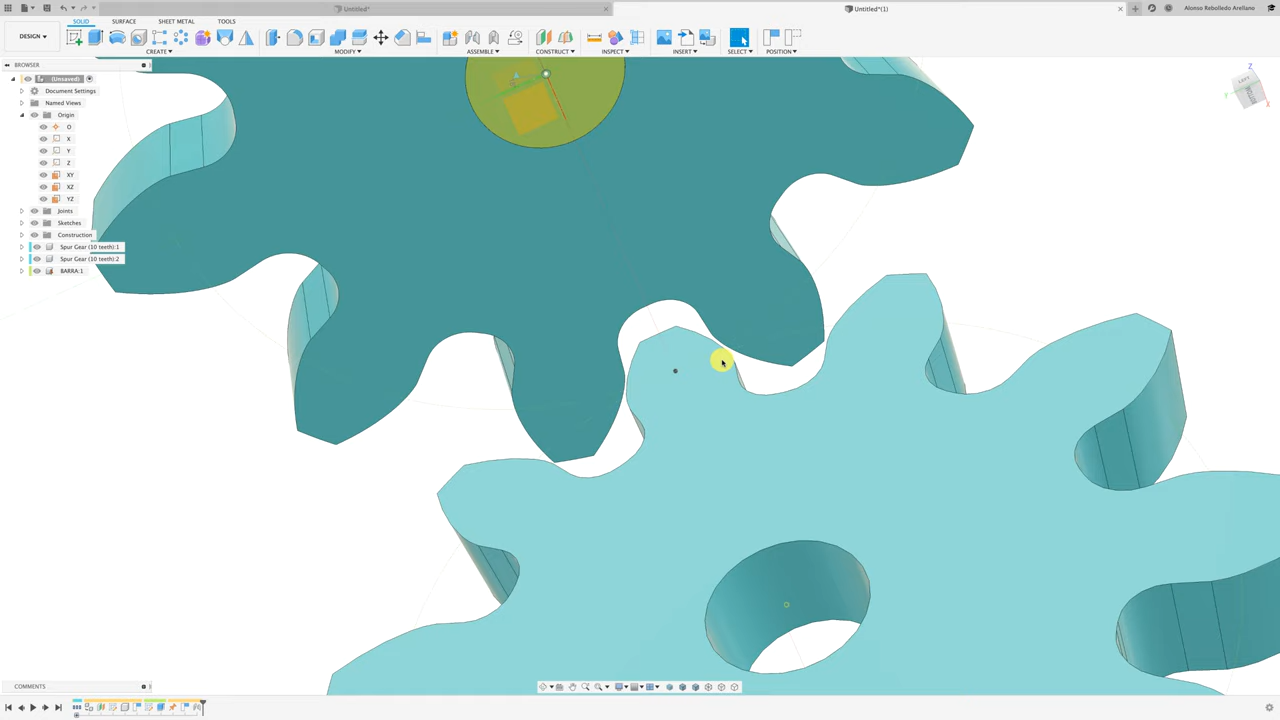 Untitled*
Untitled*(1)
Alonso Rebolledo Arellano
DESIGN
SOLID
SURFACE
SHEET METAL
TOOLS
CREATE
MODIFY
ASSEMBLE
CONSTRUCT
INSPECT
INSERT
SELECT
POSITION
BROWSER
(Unsaved)
Document Settings
Named Views
Origin
O
X
Y
Z
XY
XZ
YZ
Joints
Sketches
Construction
Spur Gear (10 teeth):1
Spur Gear (10 teeth):2
BARRA:1
Z
LEFT
Y
X
COMMENTS